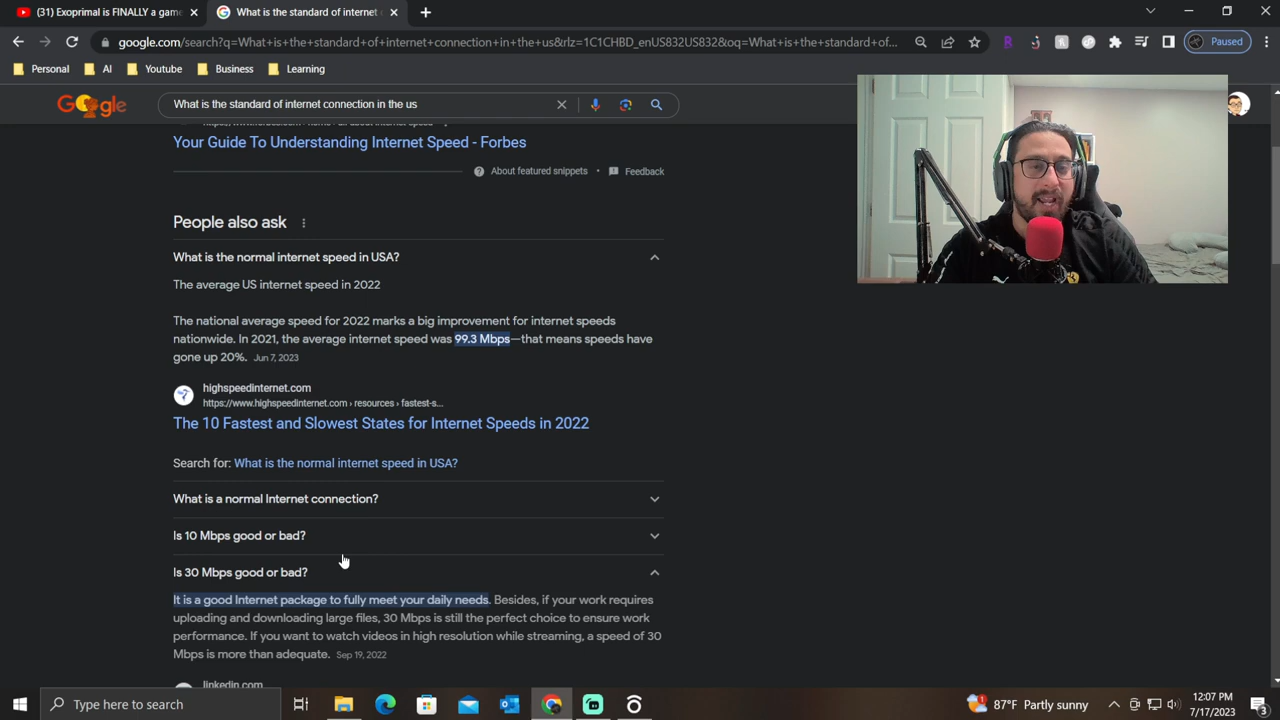 (31) Exoprimal is FINALLY a game
What is the standard of internet
google.com/search?q=What+is+the+standard+of+internet+connection+in+the+us&rlz=1C1CHBD_enUS832US832&oq=What+is+the+standard+of...
Paused
Personal
AI
Youtube
Business
Learning
Google
What is the standard of internet connection in the us
Your Guide To Understanding Internet Speed - Forbes
About featured snippets • Feedback
People also ask
What is the normal internet speed in USA?
The average US internet speed in 2022
The national average speed for 2022 marks a big improvement for internet speeds
nationwide. In 2021, the average internet speed was 99.3 Mbps—that means speeds have
gone up 20%. Jun 7, 2023
highspeedinternet.com
https://www.highspeedinternet.com › resources › fastest-s...
The 10 Fastest and Slowest States for Internet Speeds in 2022
Search for: What is the normal internet speed in USA?
What is a normal Internet connection?
Is 10 Mbps good or bad?
Is 30 Mbps good or bad?
It is a good Internet package to fully meet your daily needs. Besides, if your work requires
uploading and downloading large files, 30 Mbps is still the perfect choice to ensure work
performance. If you want to watch videos in high resolution while streaming, a speed of 30
Mbps is more than adequate. Sep 19, 2022
linkedin.com
Type here to search
87°F Partly sunny
12:07 PM
7/17/2023